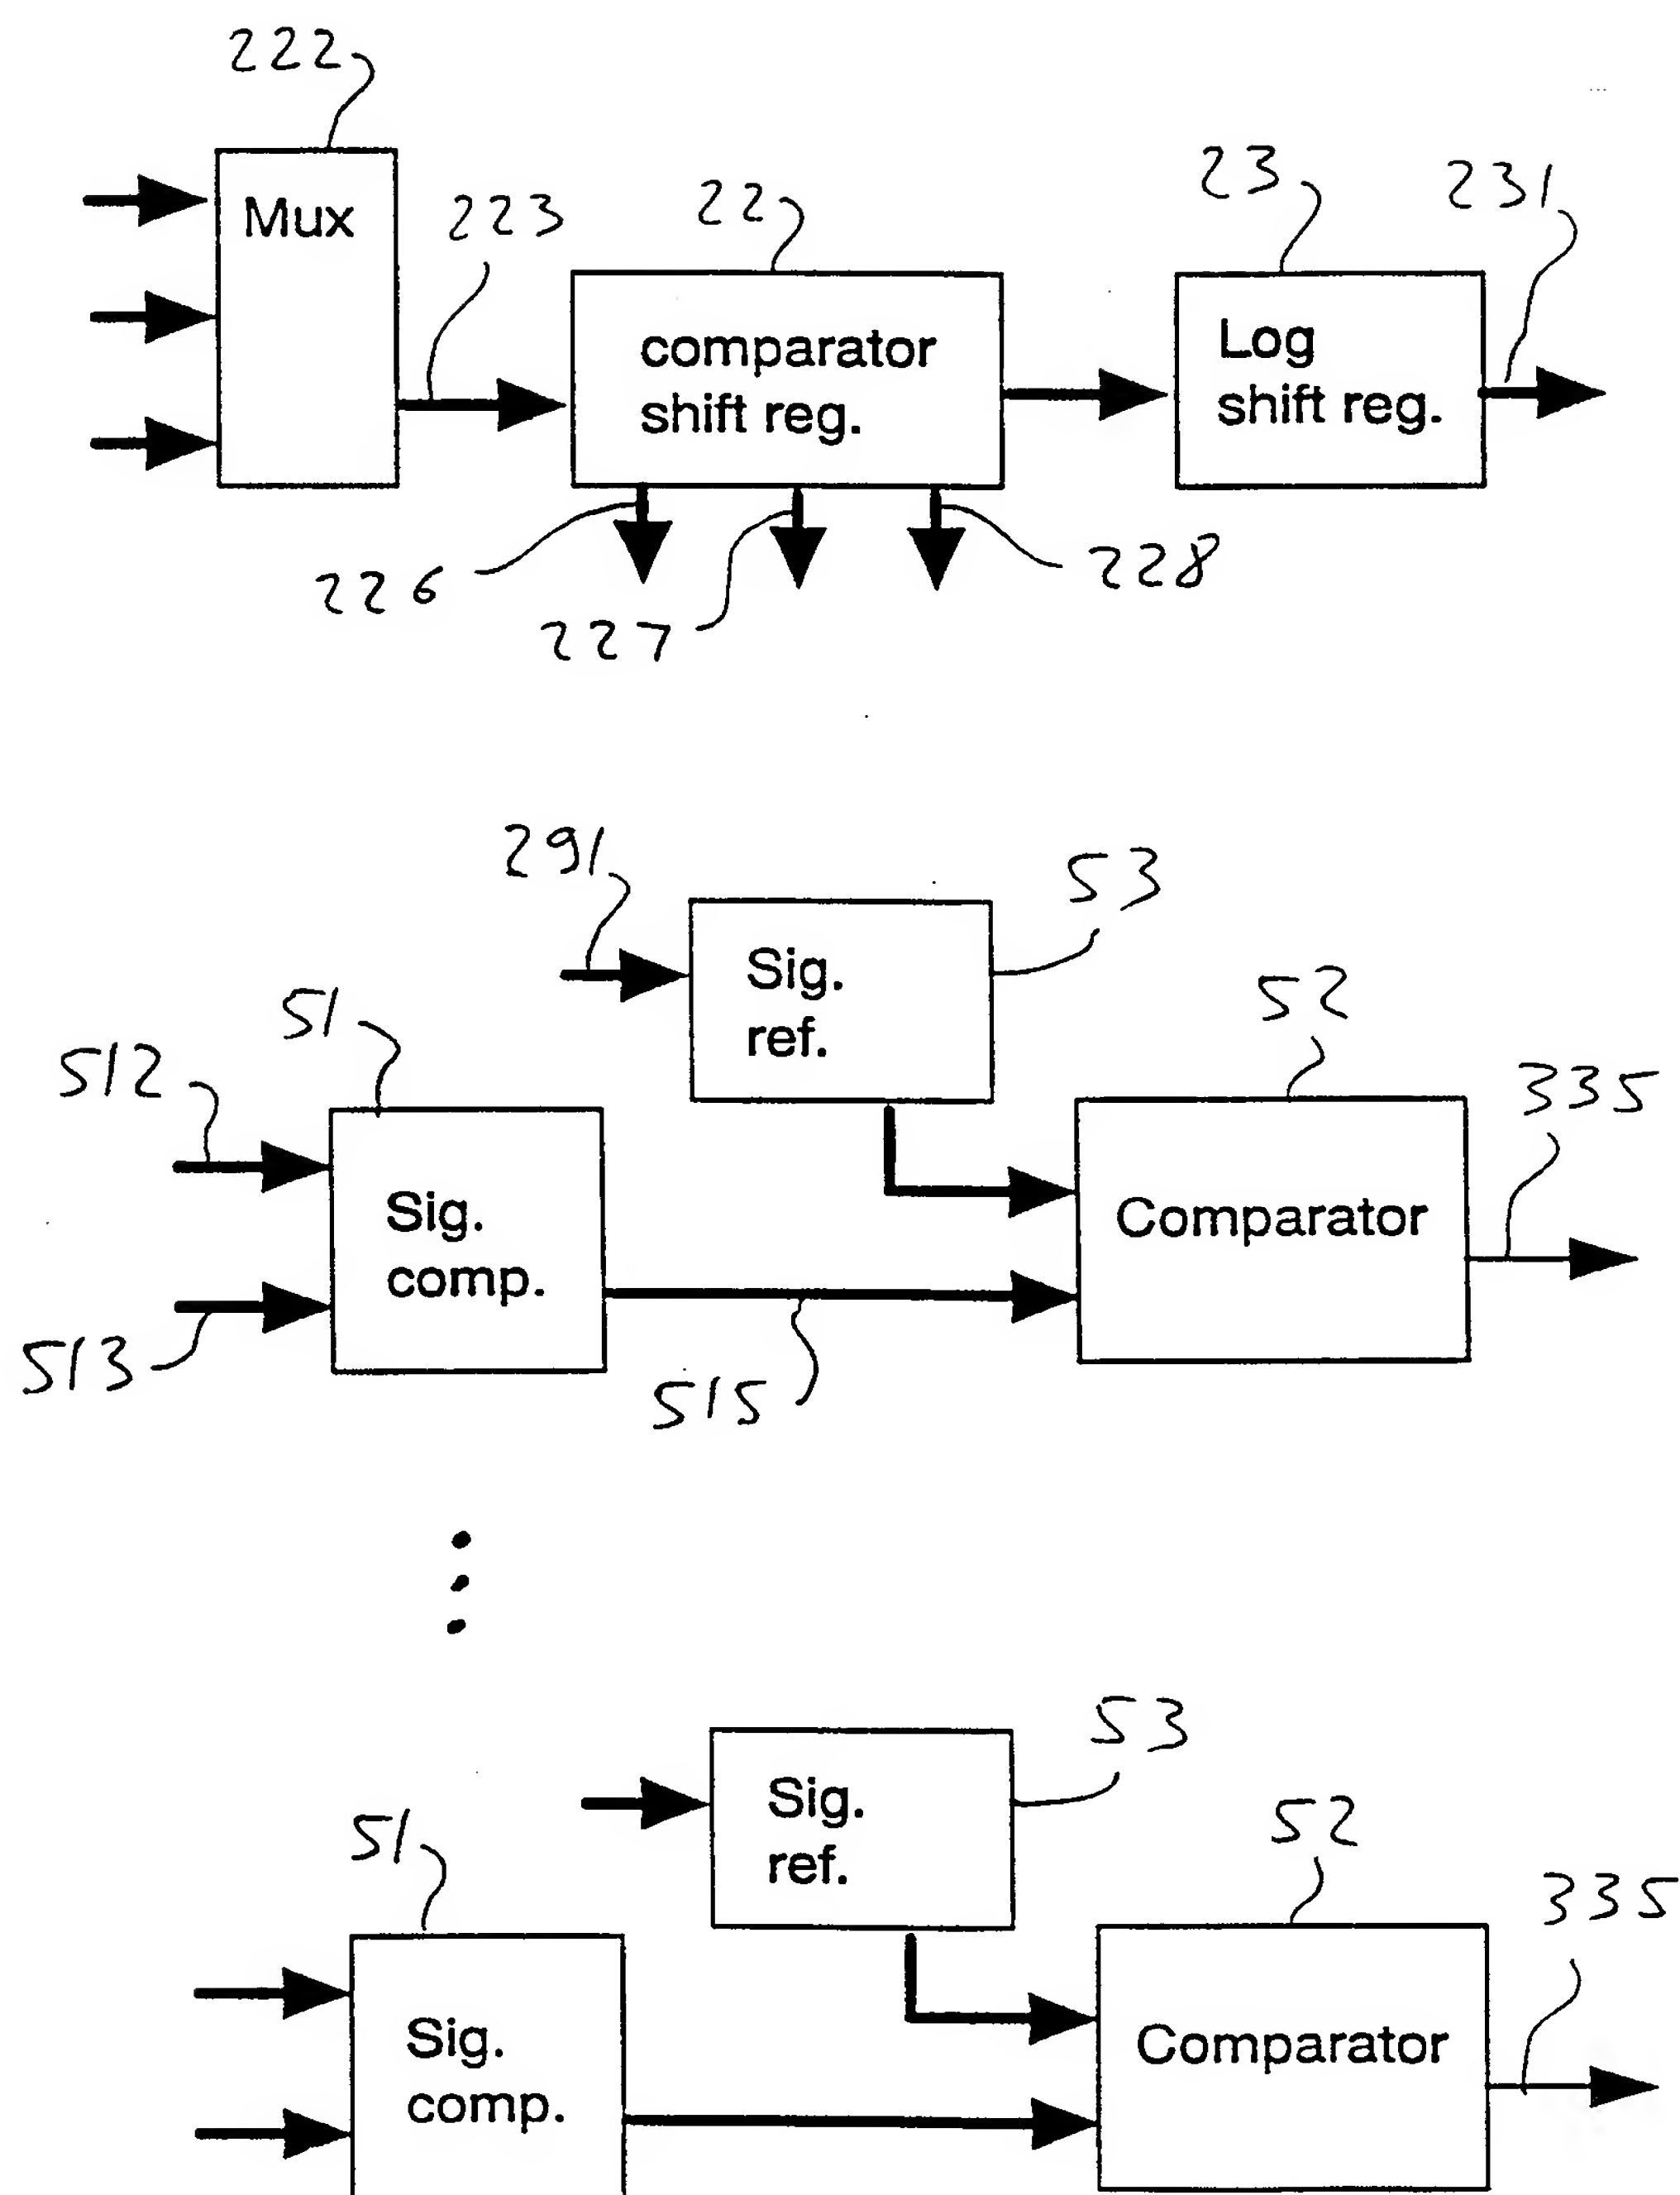 222
Mux
223
22
23
231
comparator
shift reg.
Log
shift reg.
226
227
228
291
53
Sig.
ref.
51
52
512
335
Sig.
comp.
Comparator
513
515
53
Sig.
ref.
51
52
335
Sig.
comp.
Comparator